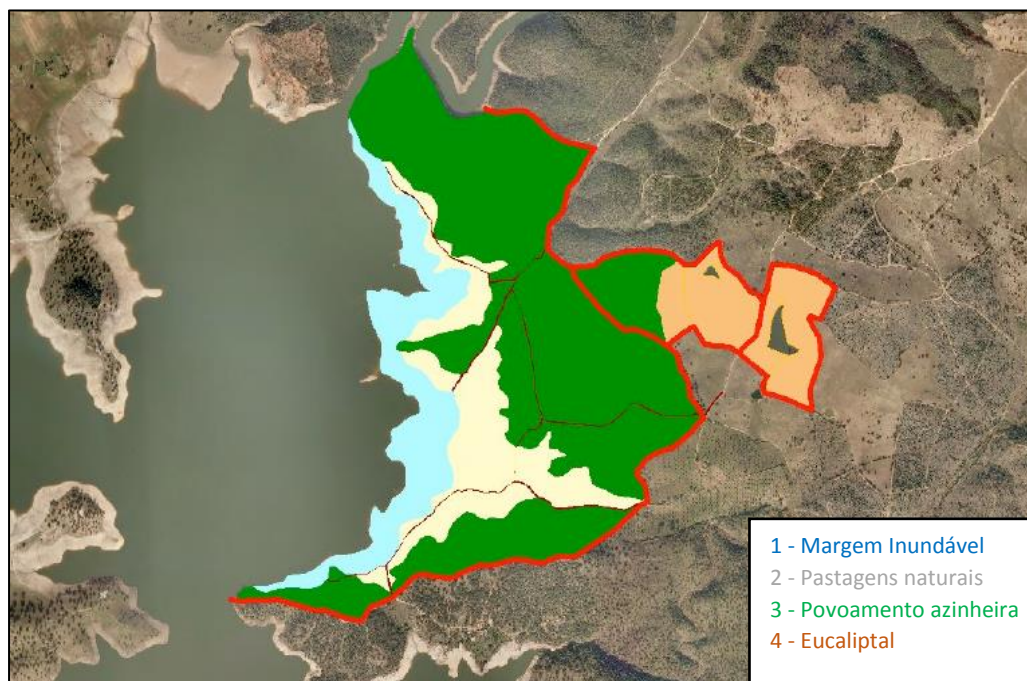 1 - Margem Inundável
2 - Pastagens naturais
3 - Povoamento azinheira
4 - Eucaliptal